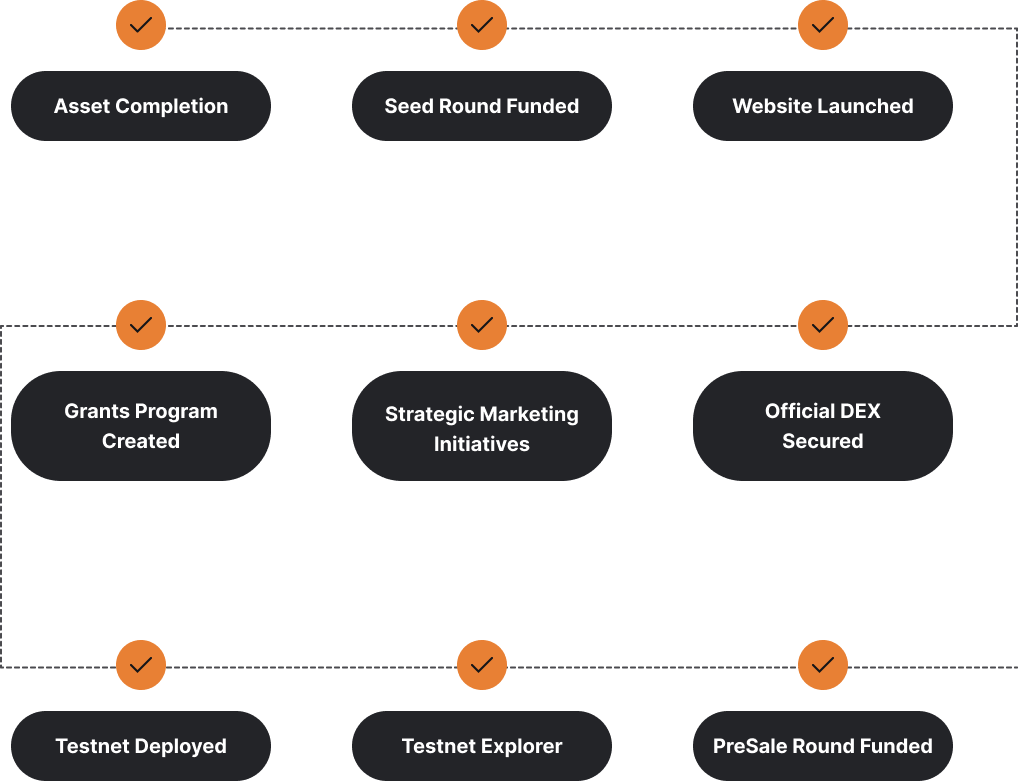 Asset Completion
Seed Round Funded
Website Launched
Grants Program
Created
Strategic Marketing
Initiatives
Official DEX
Secured
Testnet Deployed
Testnet Explorer
PreSale Round Funded